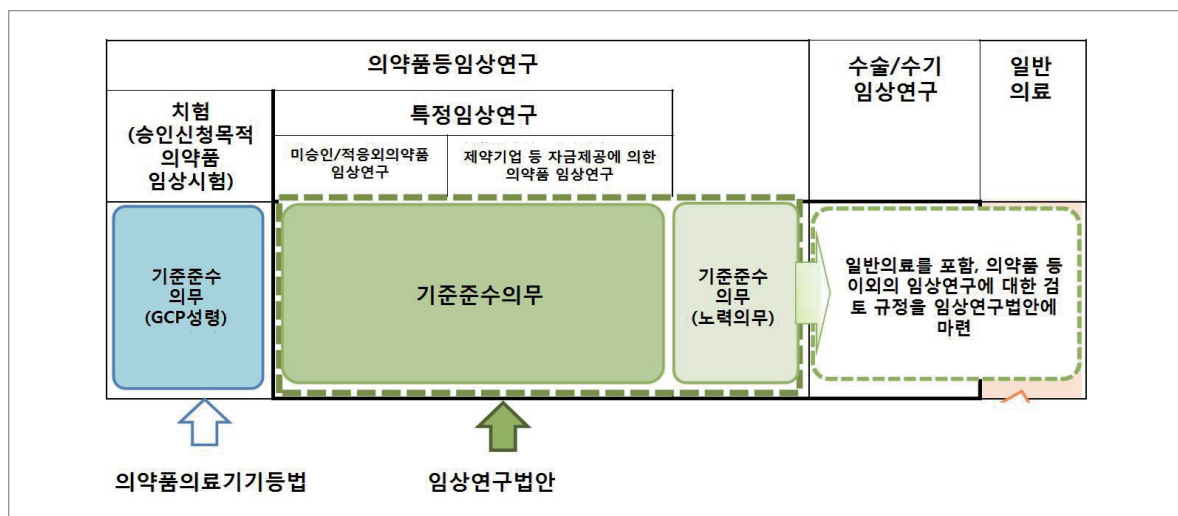 의약품등임상연구
수술/수기
임상연구
일반
의료
치험
(승인신청목적
의약품
임상시험)
특정임상연구
미승인/적응외의약품
임상연구
제약기업 등 자금제공에 의한
의약품 임상연구
기준준수
의무
(GCP성령)
기준준수의무
기준준수
의무
(노력의무)
일반의료를 포함, 의약품 등
이외의 임상연구에 대한 검
토 규정을 임상연구법안에
마련
의약품의료기기등법
임상연구법안